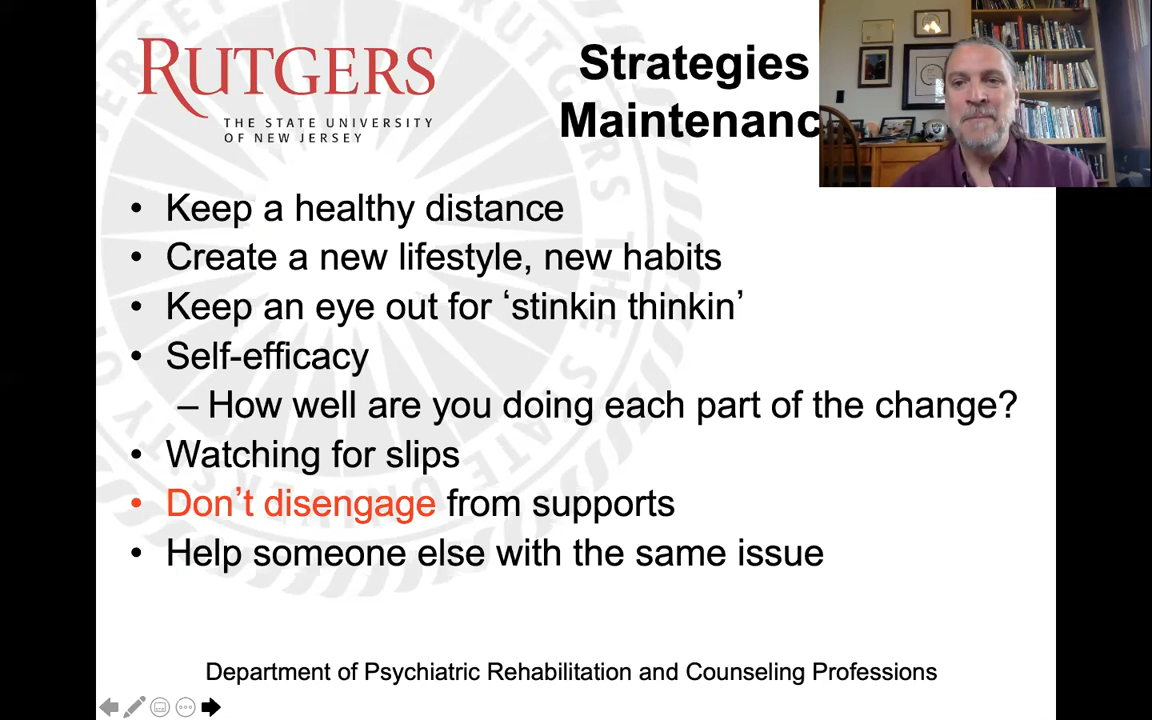 RUTGERS
THE STATE UNIVERSITY
OF NEW JERSEY
Strategies
Maintenanc
• Keep a healthy distance
• Create a new lifestyle, new habits
• Keep an eye out for ‘stinkin thinkin’
• Self-efficacy
– How well are you doing each part of the change?
• Watching for slips
• Don’t disengage from supports
• Help someone else with the same issue
Department of Psychiatric Rehabilitation and Counseling Professions